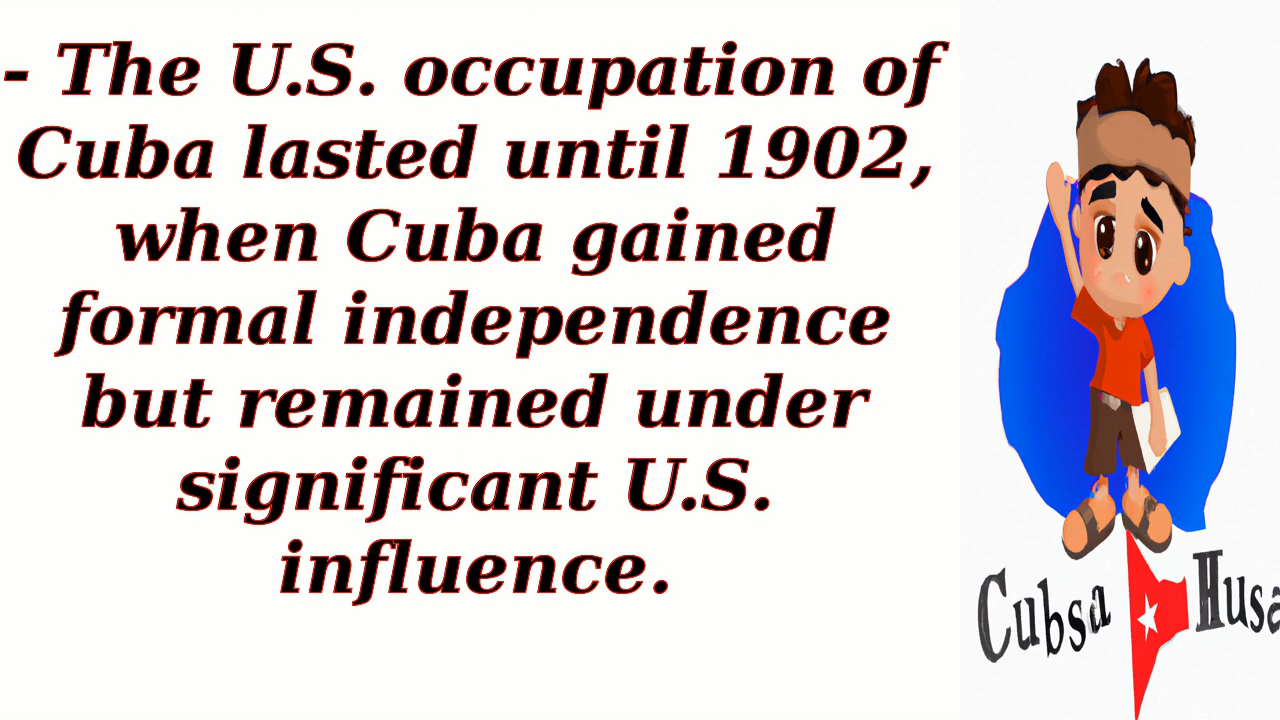 - The U.S. occupation of
Cuba lasted until 1902,
when Cuba gained
formal independence
but remained under
significant U.S.
influence.
Cubsa Husa